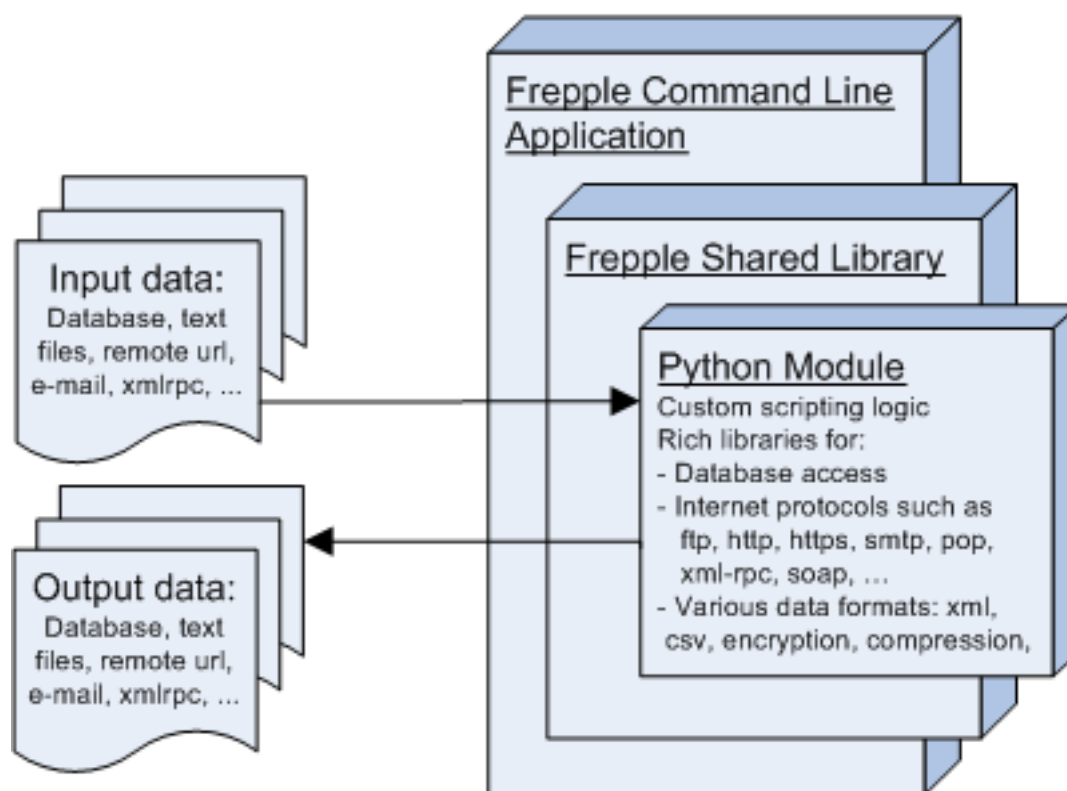 Frepple Command Line
Application
Frepple Shared Library
Input data:
Database, text
files, remote url,
e-mail, xmlrpc, ...
Python Module
Custom scripting logic
Rich libraries for:
- Database access
- Internet protocols such as
ftp, http, https, smtp, pop,
xml-rpc, soap, ...
- Various data formats: xml,
csv, encryption, compression,
Output data:
Database, text
files, remote url,
e-mail, xmlrpc, ...